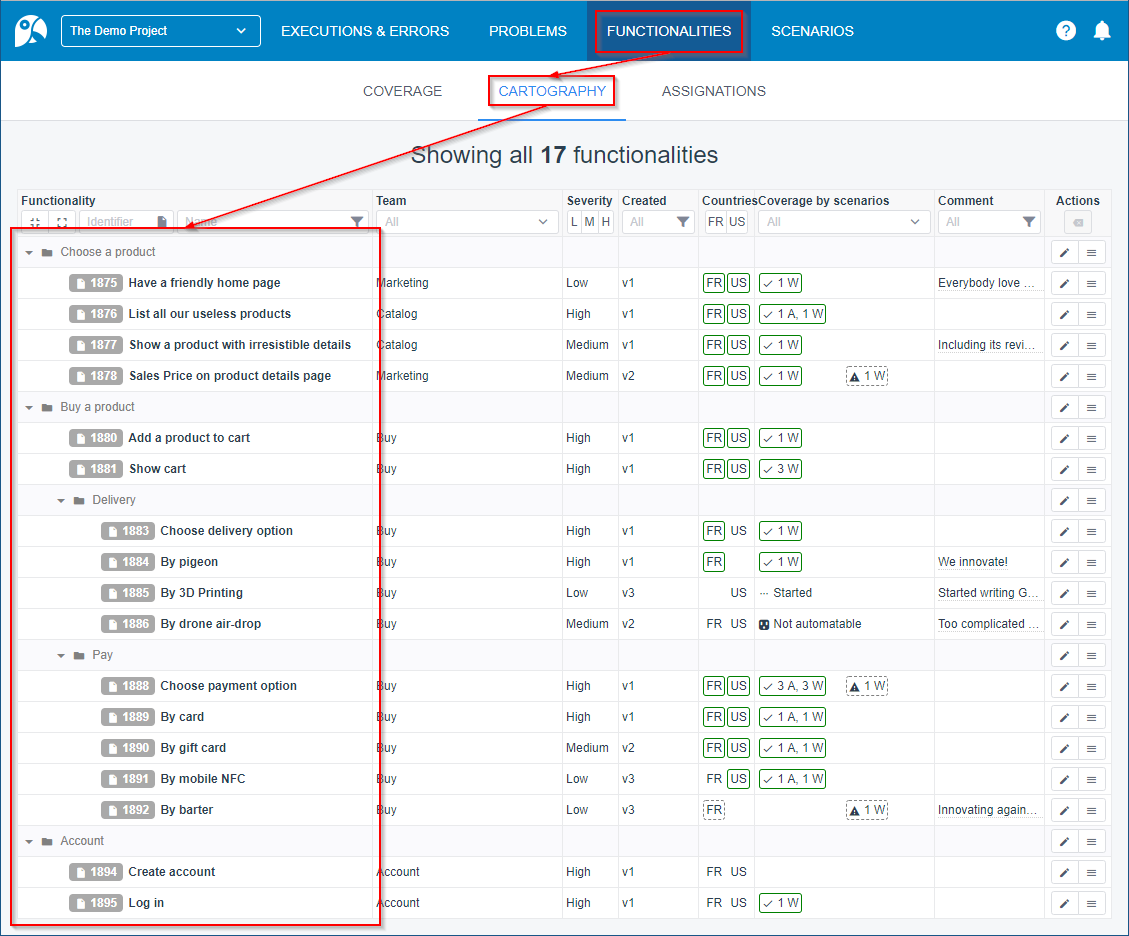 The Demo Project EXECUTIONS & ERRORS PROBLEMS FUNCTIONALITIES SCENARIOS ?
COVERAGE CARTOGRAPHY ASSIGNATIONS
Showing all 17 functionalities
Functionality Team Severity Created Countries Coverage by scenarios Comment Actions
Identifier Name All L M H All FR US All All
Choose a product
1875 Have a friendly home page Marketing Low v1 FR US 1 W Everybody love ...
1876 List all our useless products Catalog High v1 FR US 1 A, 1 W
1877 Show a product with irresistible details Catalog Medium v1 FR US 1 W Including its revi...
1878 Sales Price on product details page Marketing Medium v2 FR US 1 W 1 W
Buy a product
1880 Add a product to cart Buy High v1 FR US 1 W
1881 Show cart Buy High v1 FR US 3 W
Delivery
1883 Choose delivery option Buy High v1 FR US 1 W
1884 By pigeon Buy High v1 FR 1 W We innovate!
1885 By 3D Printing Buy Low v3 US ... Started Started writing G...
1886 By drone air-drop Buy Medium v2 FR US Not automatable Too complicated ...
Pay
1888 Choose payment option Buy High v1 FR US 3 A, 3 W 1 W
1889 By card Buy High v1 FR US 1 A, 1 W
1890 By gift card Buy Medium v2 FR US 1 A, 1 W
1891 By mobile NFC Buy Low v3 FR US 1 A, 1 W
1892 By barter Buy Low v3 FR 1 W Innovating again...
Account
1894 Create account Account High v1 FR US
1895 Log in Account High v1 FR US 1 W